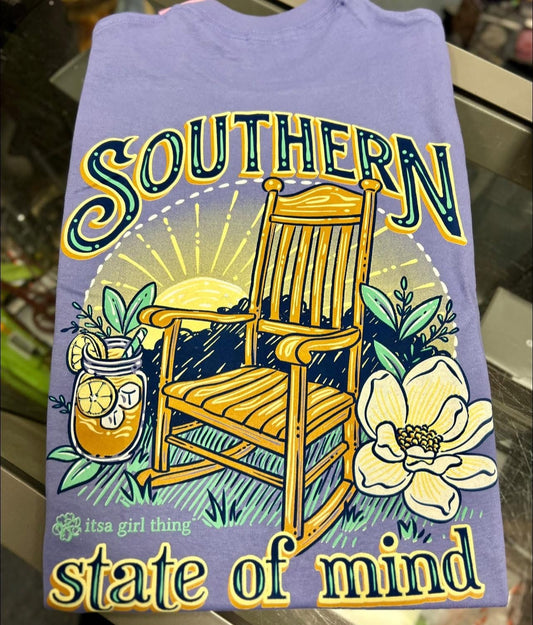 SOUTHERN
itsa girl thing
state of mind